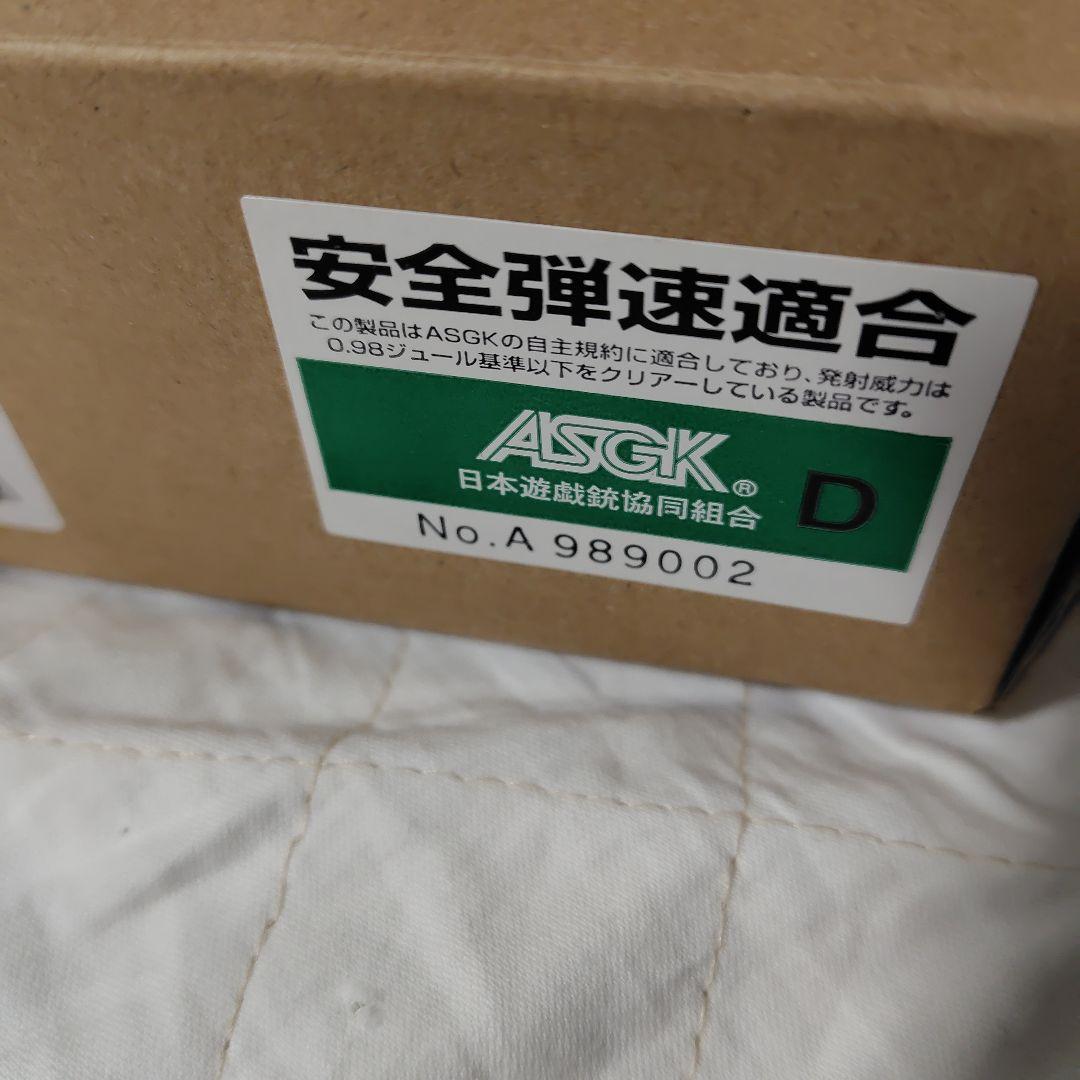 安全弾速適合
この製品はASGKの自主規約に適合しており、発射威力は
0.98ジュール基準以下をクリアーしている製品です。
ASGK®
日本遊戯銃協同組合
D
No.A 989002